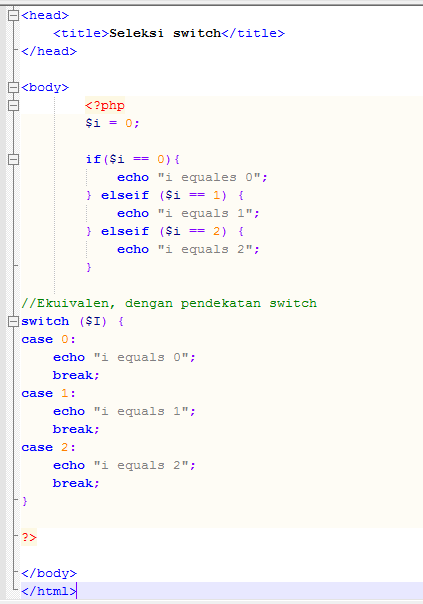 <head>
    <title>Seleksi switch</title>
</head>

<body>
        <?php
        $i = 0;

        if($i == 0){
            echo "i equales 0";
        } elseif ($i == 1) {
            echo "i equals 1";
        } elseif ($i == 2) {
            echo "i equals 2";
        }

//Ekuivalen, dengan pendekatan switch
switch ($I) {
case 0:
    echo "i equals 0";
    break;
case 1:
    echo "i equals 1";
    break;
case 2:
    echo "i equals 2";
    break;
}

?>

</body>
</html>